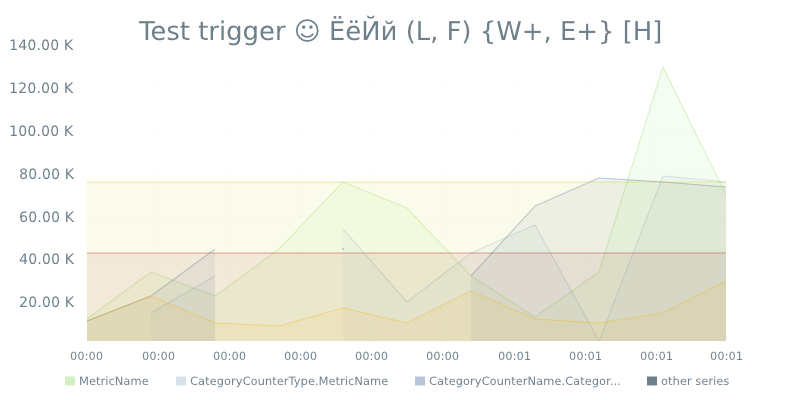 Test trigger ☺ ЁёЙй (L, F) {W+, E+} [H]
140.00 K
120.00 K
100.00 K
80.00 K
60.00 K
40.00 K
20.00 K
00:00 00:00 00:00 00:00 00:00 00:00 00:01 00:01 00:01 00:01
MetricName CategoryCounterType.MetricName CategoryCounterName.Categor... other series